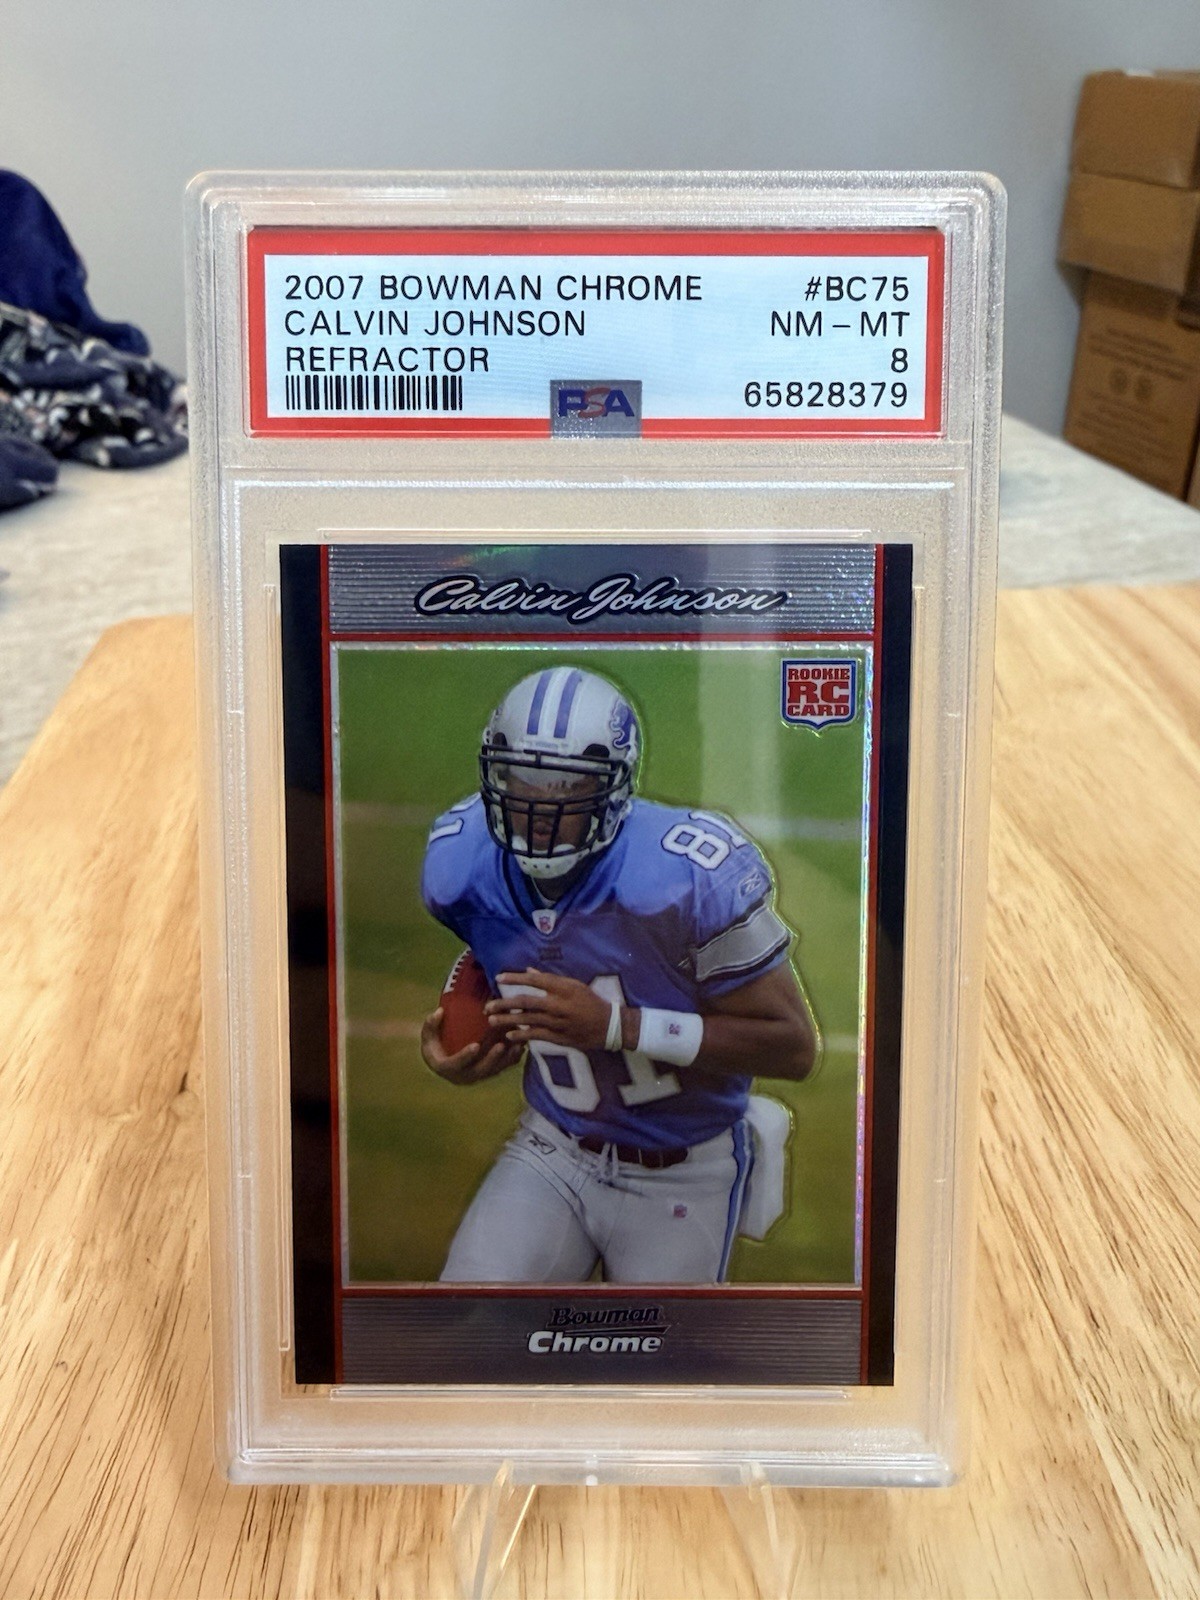 2007 BOWMAN CHROME #BC75
CALVIN JOHNSON NM - MT
REFRACTOR 8
PSA 65828379
Calvin Johnson
ROOKIE
RC
CARD
81
81
81
Bowman
Chrome